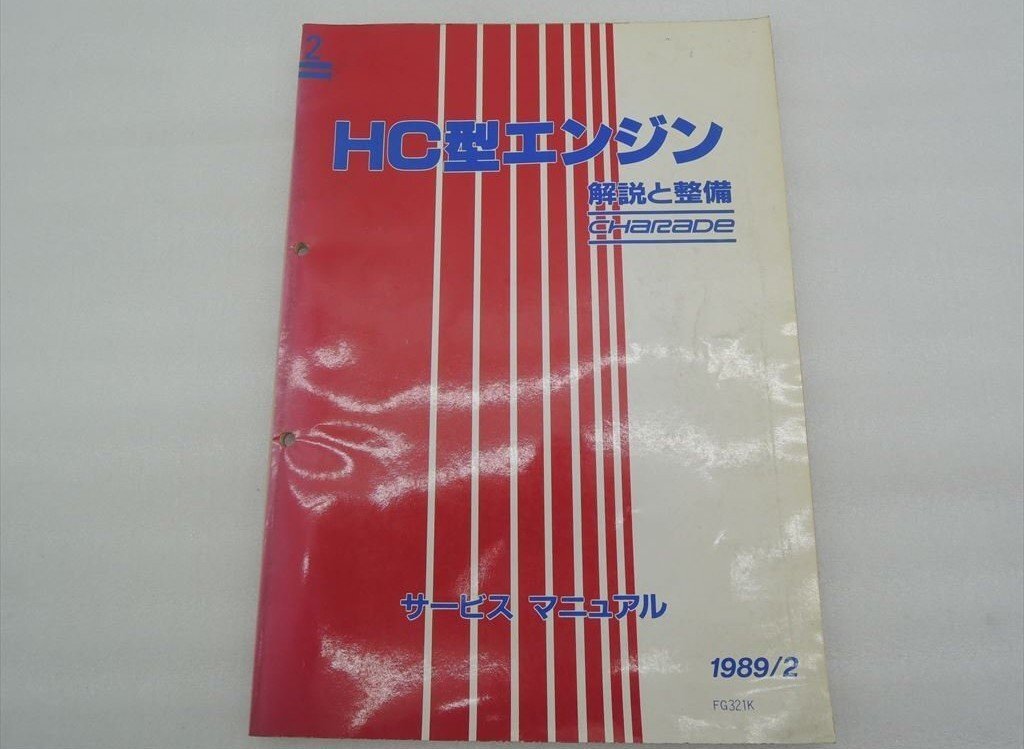 2
HC型エンジン
解説と整備
CHARADE
サービス マニュアル
1989/2
FG321K